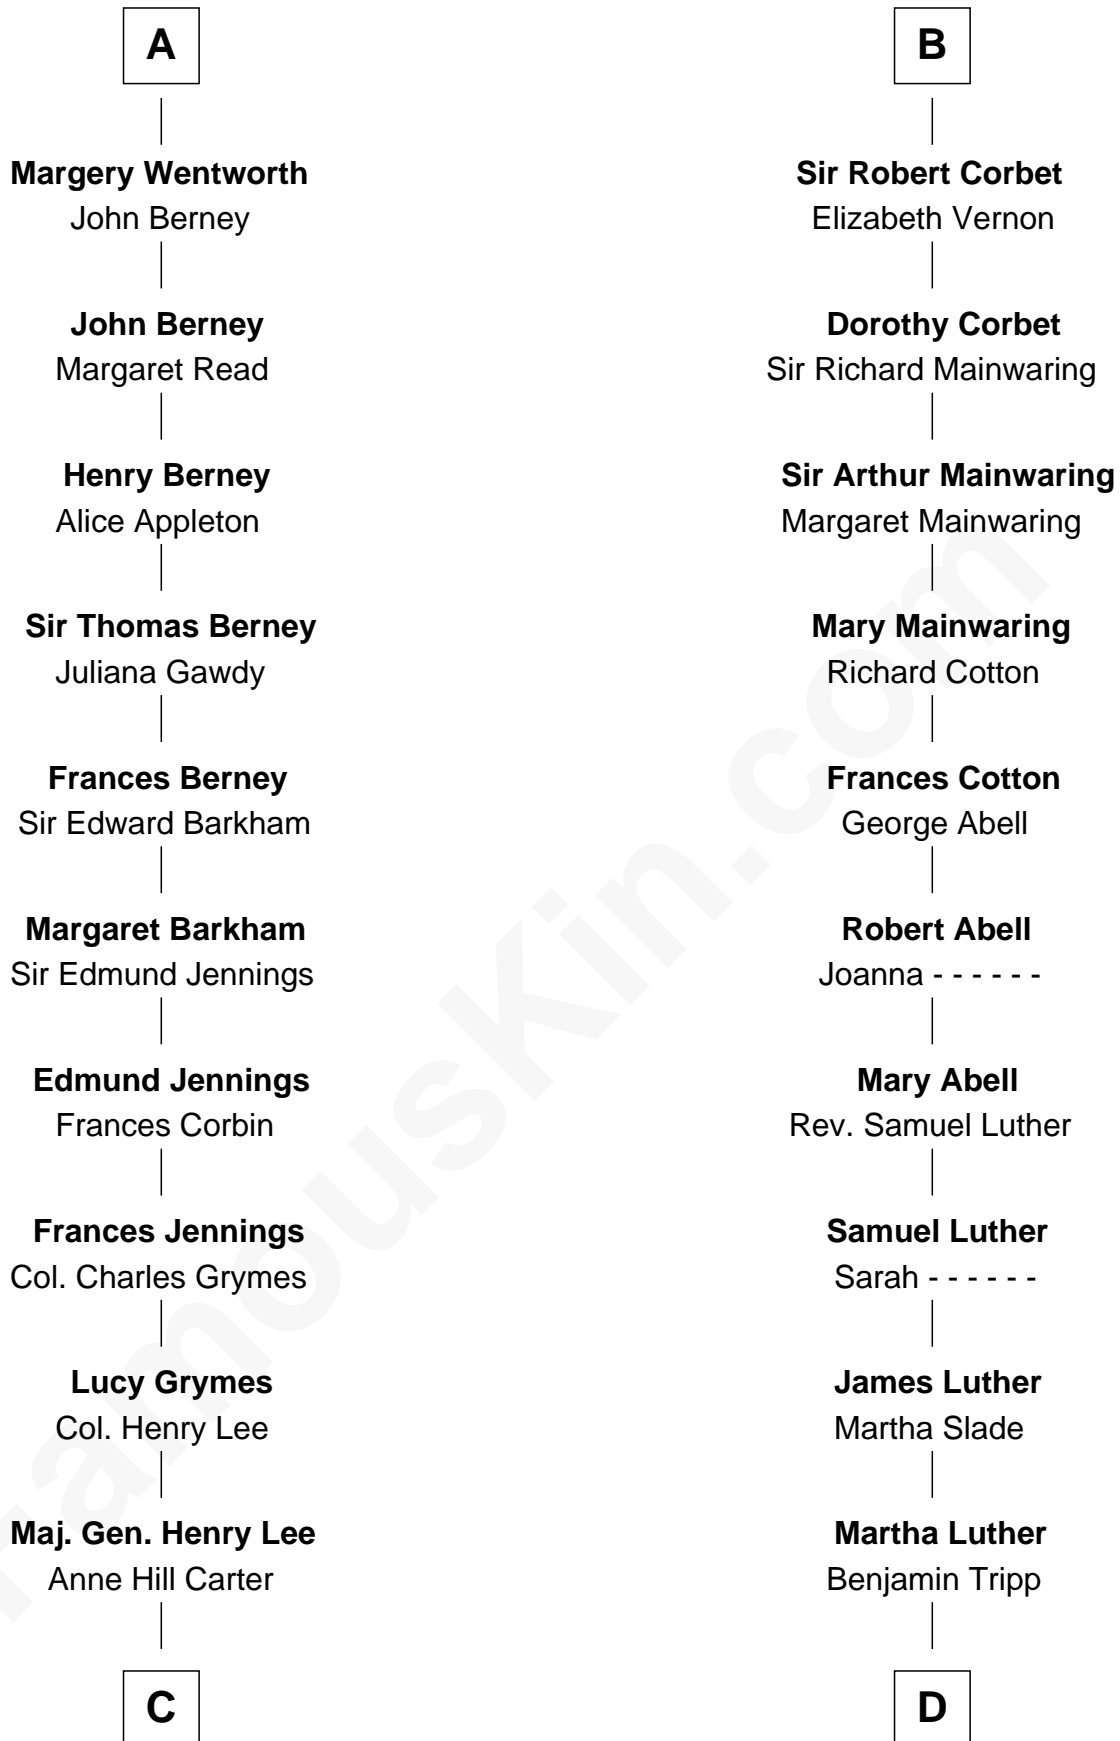 A
Margery Wentworth
John Berney
John Berney
Margaret Read
Henry Berney
Alice Appleton
Sir Thomas Berney
Juliana Gawdy
Frances Berney
Sir Edward Barkham
Margaret Barkham
Sir Edmund Jennings
Edmund Jennings
Frances Corbin
Frances Jennings
Col. Charles Grymes
Lucy Grymes
Col. Henry Lee
Maj. Gen. Henry Lee
Anne Hill Carter
C
B
Sir Robert Corbet
Elizabeth Vernon
Dorothy Corbet
Sir Richard Mainwaring
Sir Arthur Mainwaring
Margaret Mainwaring
Mary Mainwaring
Richard Cotton
Frances Cotton
George Abell
Robert Abell
Joanna - - - - - -
Mary Abell
Rev. Samuel Luther
Samuel Luther
Sarah - - - - - -
James Luther
Martha Slade
Martha Luther
Benjamin Tripp
D
FamousKin.com